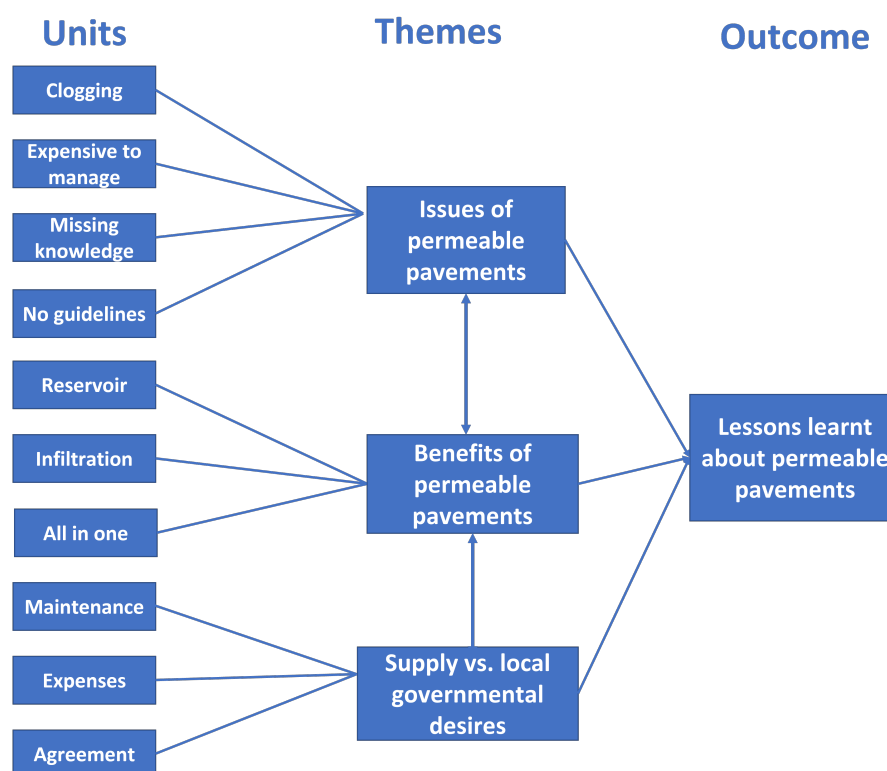 Units
Themes
Outcome
Clogging
Expensive to
manage
Missing
knowledge
No guidelines
Reservoir
Infiltration
All in one
Maintenance
Expenses
Agreement
Issues of
permeable
pavements
Benefits of
permeable
pavements
Supply vs. local
governmental
desires
Lessons learnt
about permeable
pavements